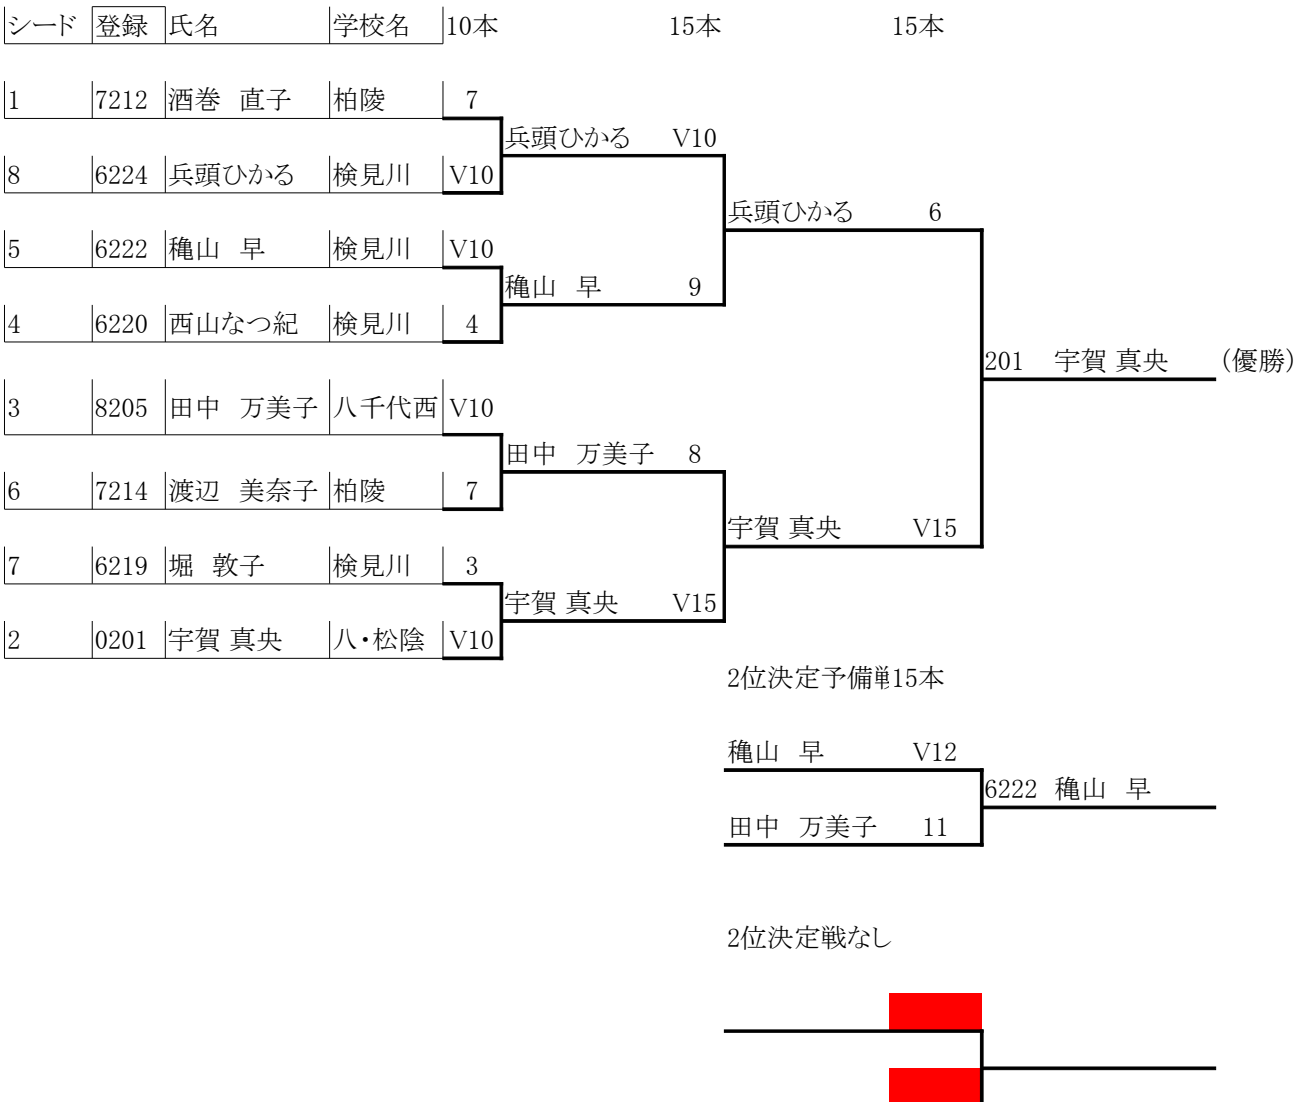 シード 登録 氏名 学校名 10本 15本 15本
1 7212 酒巻 直子 柏陵 7
兵頭ひかる V10
8 6224 兵頭ひかる 検見川 V10
兵頭ひかる 6
5 6222 穐山 早 検見川 V10
穐山 早 9
4 6220 西山なつ紀 検見川 4
201 宇賀 真央 (優勝)
3 8205 田中 万美子 八千代西 V10
田中 万美子 8
6 7214 渡辺 美奈子 柏陵 7
宇賀 真央 V15
7 6219 堀 敦子 検見川 3
宇賀 真央 V15
2 0201 宇賀 真央 八・松陰 V10
2位決定予備 15本
穐山 早 V12
6222 穐山 早
田中 万美子 11
2位決定戦なし